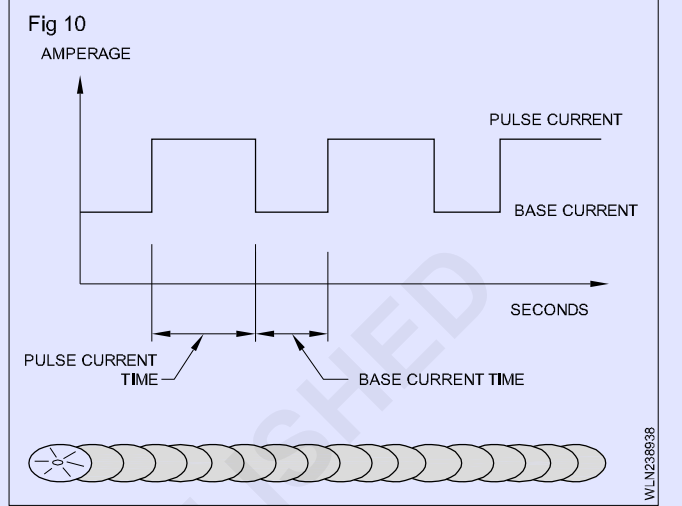 Fig 10
AMPERAGE
PULSE CURRENT
BASE CURRENT
SECONDS
PULSE CURRENT
TIME
BASE CURRENT TIME
WLN238938